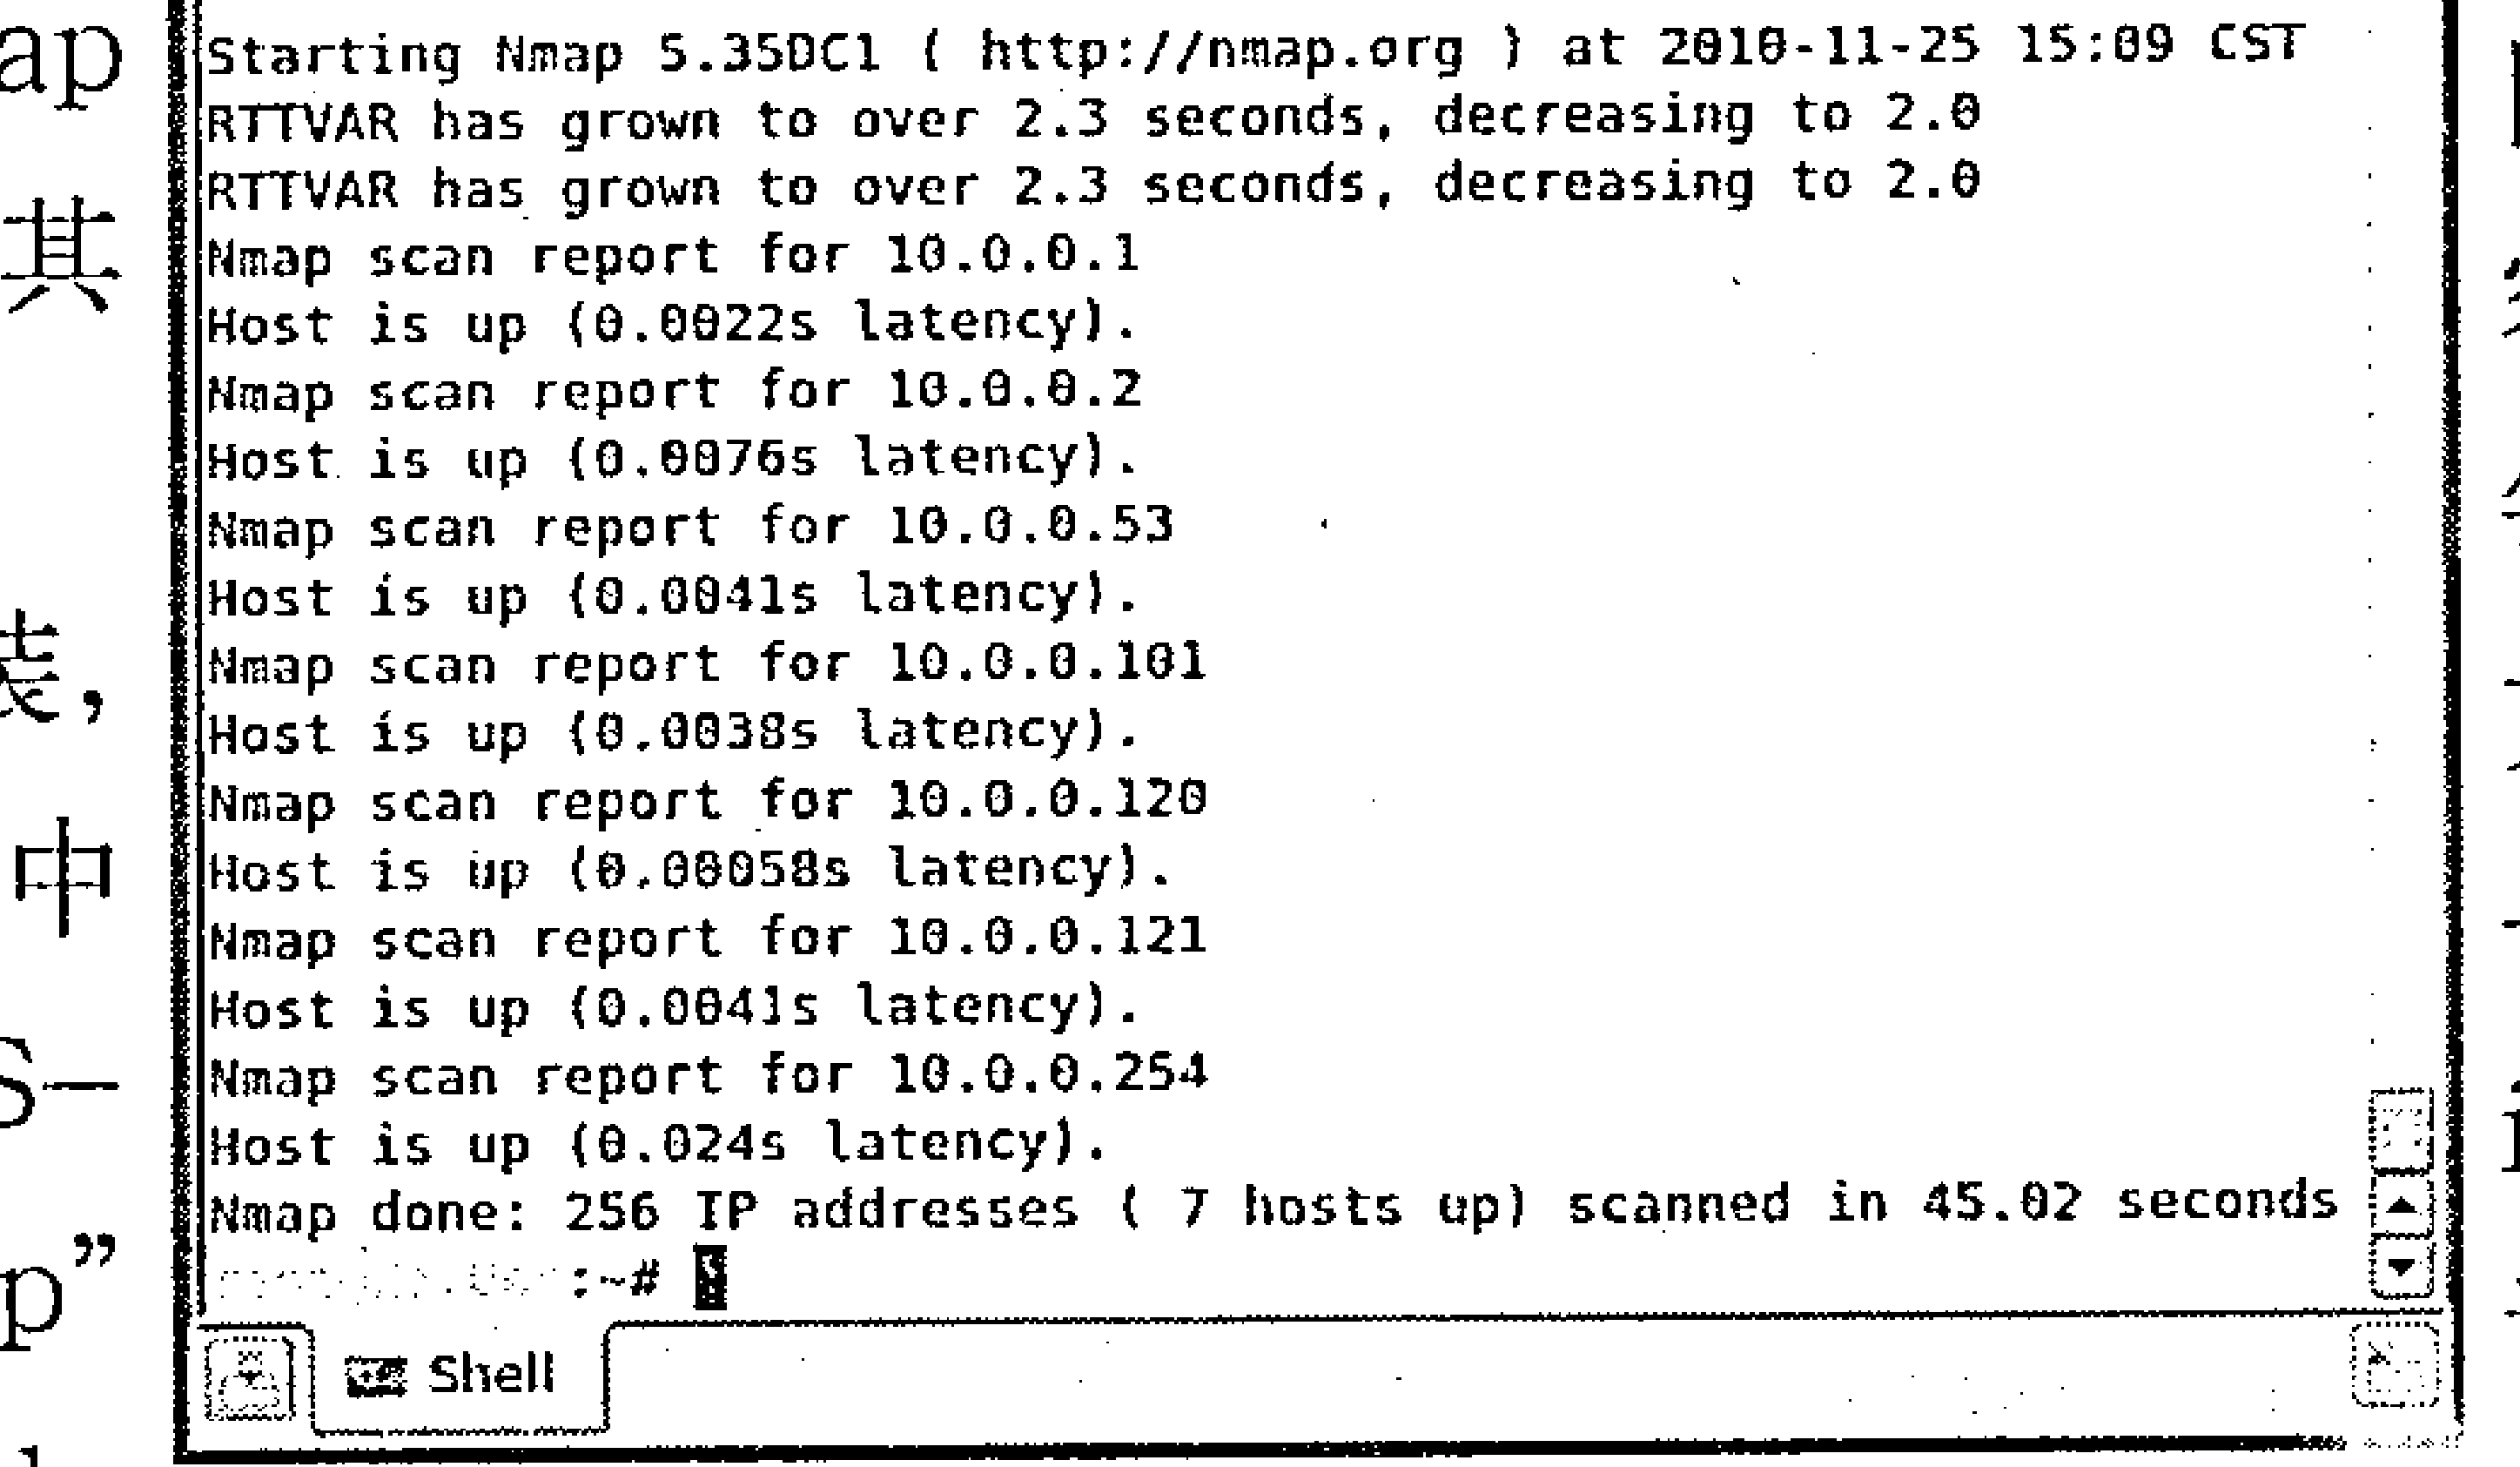 ap
其
装,
中
S—
p”
Starting Nmap 5.35DC1 ( http://nmap.org ) at 2010-11-25 15:09 CST
RTTVAR has grown to over 2.3 seconds, decreasing to 2.0
RTTVAR has grown to over 2.3 seconds, decreasing to 2.0
Nmap scan report for 10.0.0.1
Host is up (0.0022s latency).
Nmap scan report for 10.0.0.2
Host is up (0.0076s latency).
Nmap scan report for 10.0.0.53
Host is up (0.0041s latency).
Nmap scan report for 10.0.0.101
Host is up (0.0038s latency).
Nmap scan report for 10.0.0.120
Host is up (0.00058s latency).
Nmap scan report for 10.0.0.121
Host is up (0.0041s latency).
Nmap scan report for 10.0.0.254
Host is up (0.024s latency).
Nmap done: 256 IP addresses ( 7 hosts up) scanned in 45.02 seconds
:~#
Shell